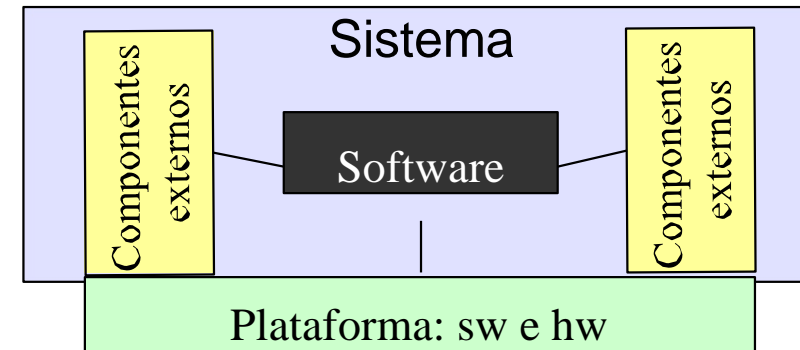 Sistema
Componentes
externos
Software
Componentes
externos
Plataforma: sw e hw